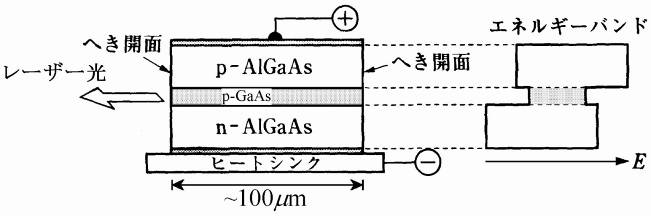 ⊕
エネルギーバンド
へき開面
p-AlGaAs
へき開面
レーザー光
p-GaAs
n-AlGaAs
ヒートシンク
⊖
E
~100μm